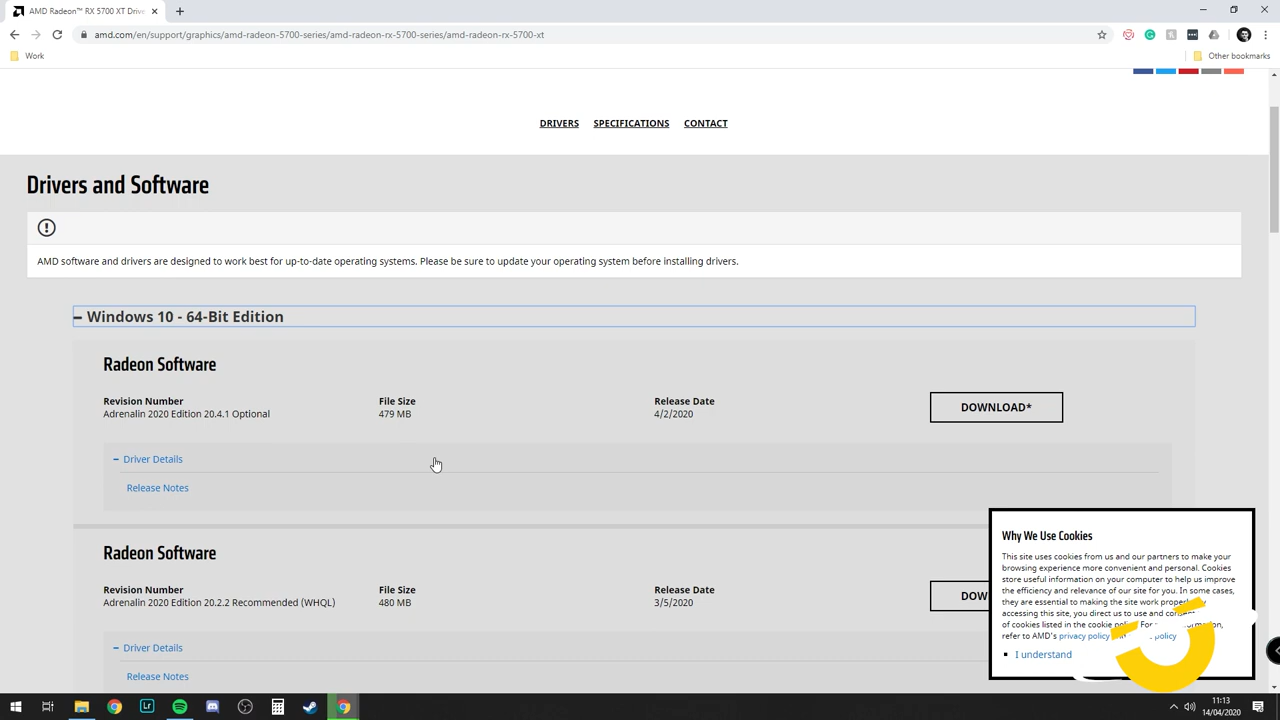 AMD Radeon™ RX 5700 XT Drive
amd.com/en/support/graphics/amd-radeon-5700-series/amd-radeon-rx-5700-series/amd-radeon-rx-5700-xt
Work
Other bookmarks
DRIVERS SPECIFICATIONS CONTACT
Drivers and Software
AMD software and drivers are designed to work best for up-to-date operating systems. Please be sure to update your operating system before installing drivers.
Windows 10 - 64-Bit Edition
Radeon Software
Revision Number File Size Release Date
Adrenalin 2020 Edition 20.4.1 Optional 479 MB 4/2/2020
DOWNLOAD*
Driver Details
Release Notes
Radeon Software
Revision Number File Size Release Date
Adrenalin 2020 Edition 20.2.2 Recommended (WHQL) 480 MB 3/5/2020
DOW
Driver Details
Release Notes
Why We Use Cookies
This site uses cookies from us and our partners to make your
browsing experience more convenient and personal. Cookies
store useful information on your computer to help us improve
the efficiency and relevance of our site for you. In some cases,
they are essential to making the site work properly
accessing this site, you direct us to use and
of cookies listed in the cookie
refer to AMD's privacy policy policy
I understand
11:13
14/04/2020